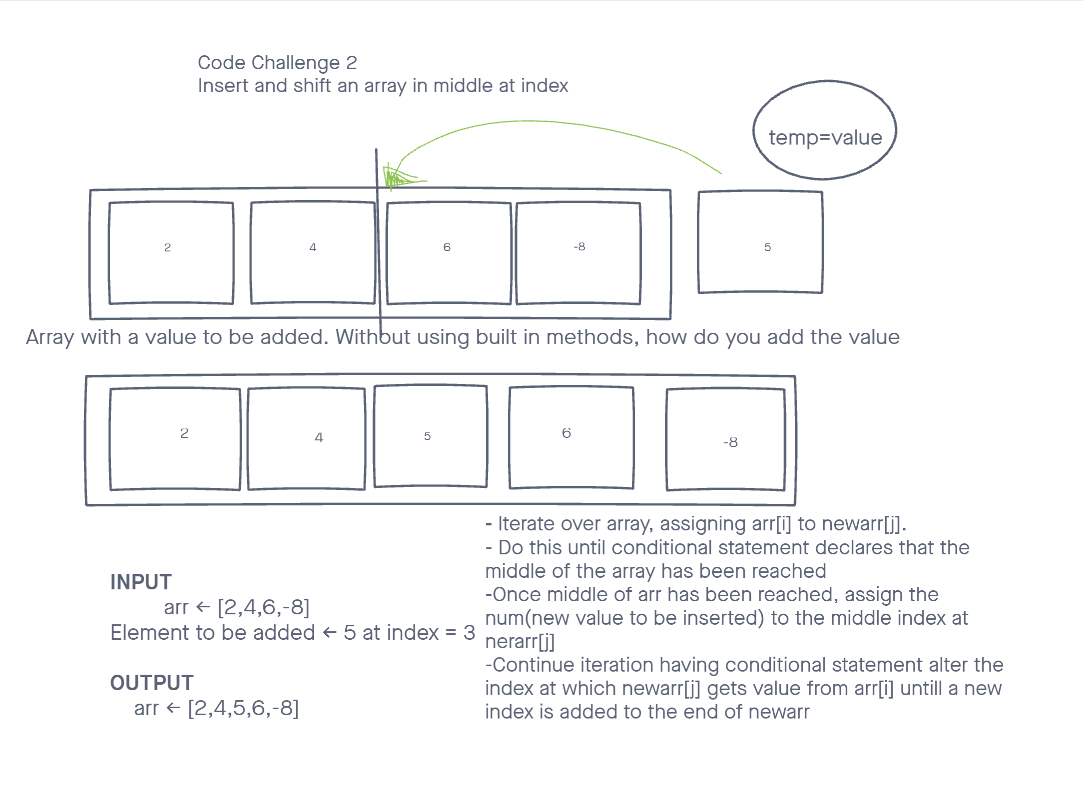 Code Challenge 2
Insert and shift an array in middle at index
temp=value
2
4
6
-8
5
Array with a value to be added. Without using built in methods, how do you add the value
2
4
5
6
-8
- Iterate over array, assigning arr[i] to newarr[j].
- Do this until conditional statement declares that the
middle of the array has been reached
-Once middle of arr has been reached, assign the
num(new value to be inserted) to the middle index at
nerarr[j]
-Continue iteration having conditional statement alter the
index at which newarr[j] gets value from arr[i] untill a new
index is added to the end of newarr
INPUT
arr ← [2,4,6,-8]
Element to be added ← 5 at index = 3
OUTPUT
arr ← [2,4,5,6,-8]